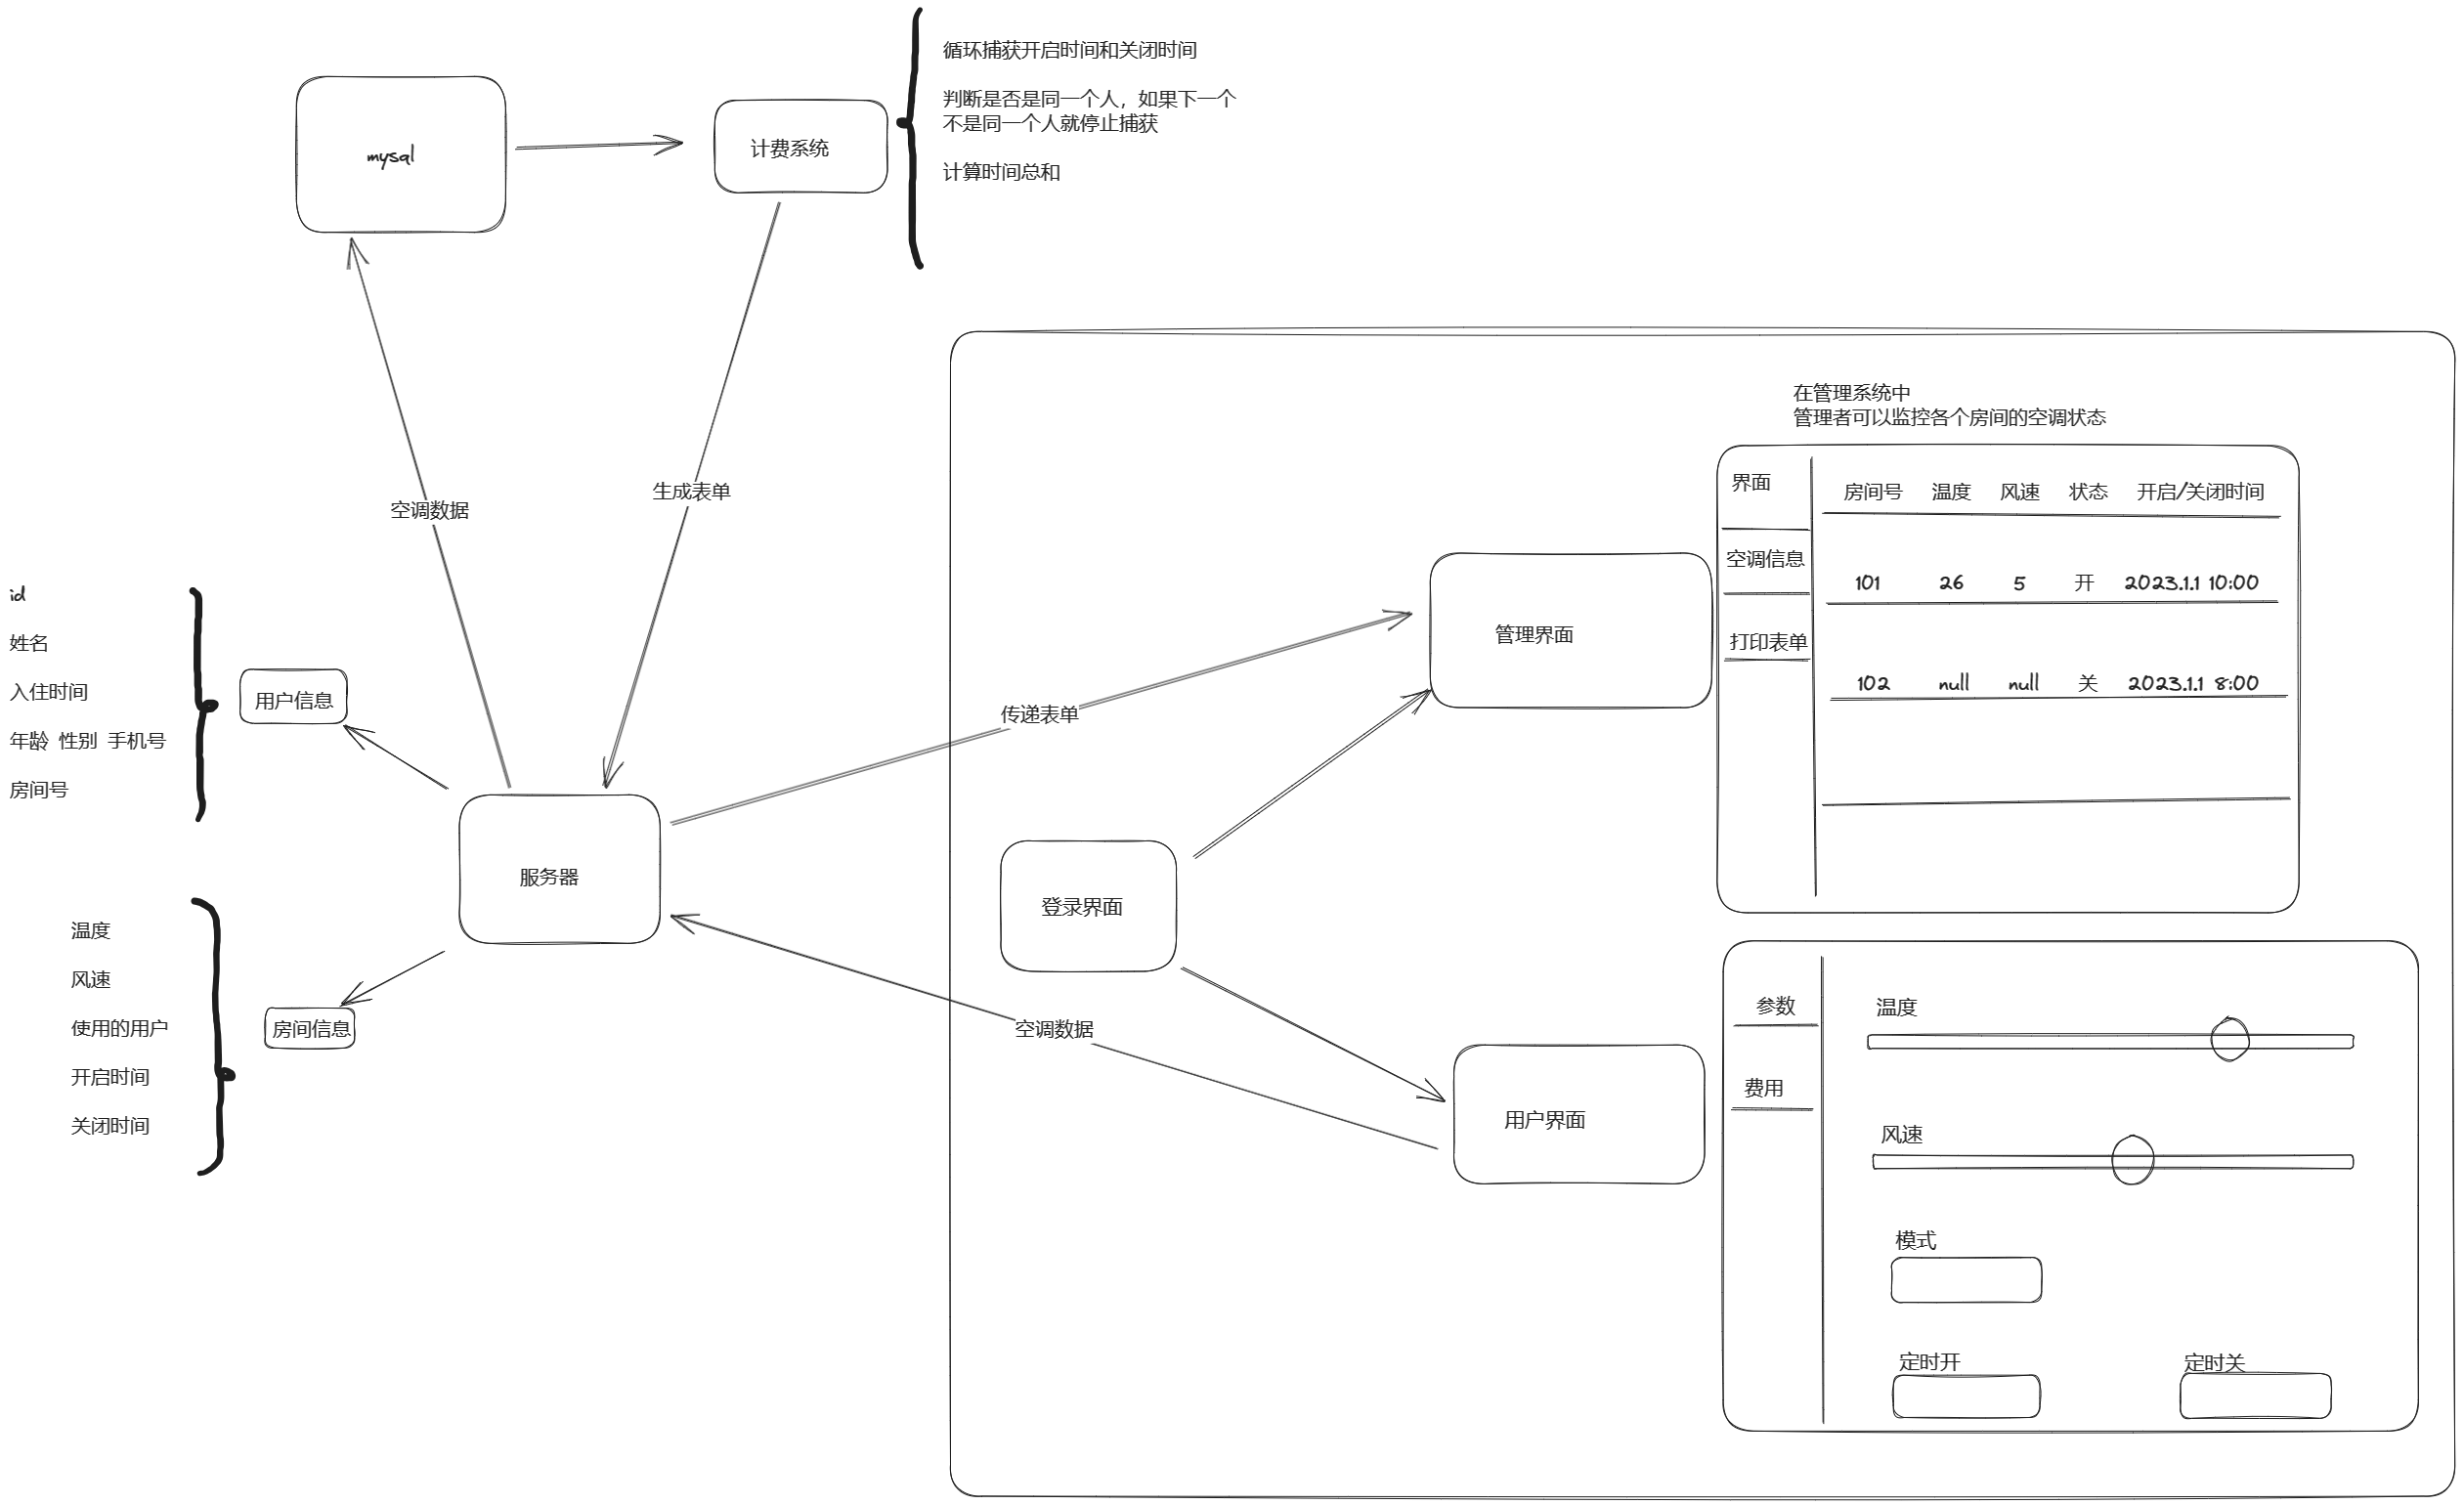 循环捕获开启时间和关闭时间
判断是否是同一个人，如果下一个
不是同一个人就停止捕获
计算时间总和
mysql
计费系统
空调数据
生成表单
id
姓名
入住时间
年龄 性别 手机号
房间号
用户信息
服务器
温度
风速
使用的用户
开启时间
关闭时间
房间信息
传递表单
空调数据
登录界面
管理界面
用户界面
在管理系统中
管理者可以监控各个房间的空调状态
界面
空调信息
打印表单
房间号 温度 风速 状态 开启/关闭时间
101 26 5 开 2023.1.1 10:00
102 null null 关 2023.1.1 8:00
参数
费用
温度
风速
模式
定时开 定时关